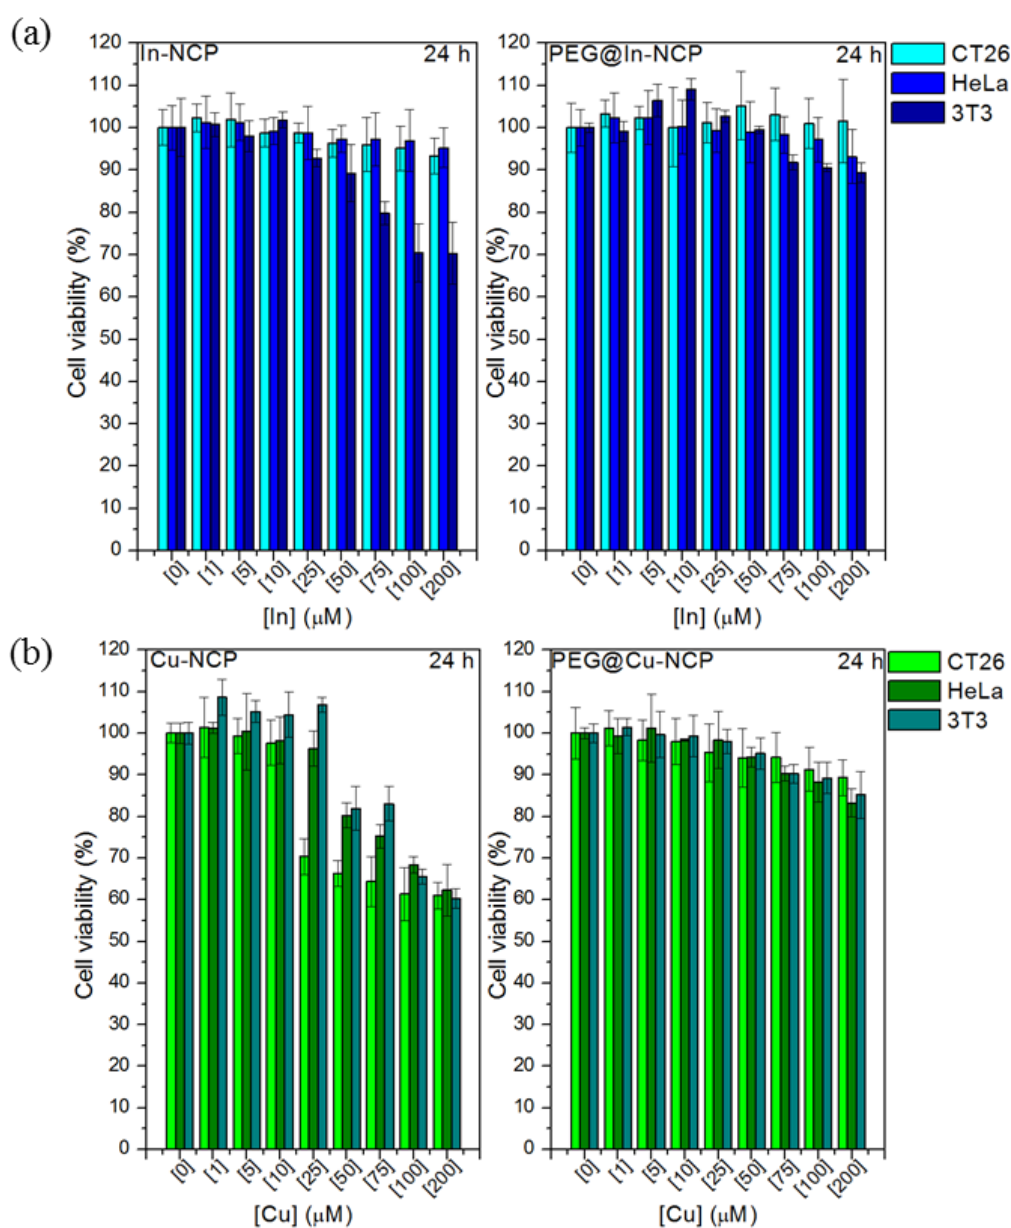 (a)
In-NCP 24 h
PEG@In-NCP 24 h
CT26
HeLa
3T3
Cell viability (%)
120
110
100
90
80
70
60
50
40
30
20
10
0
[0] [1] [5] [10] [25] [50] [75] [100] [200]
[In] (μM)
Cell viability (%)
120
110
100
90
80
70
60
50
40
30
20
10
0
[0] [1] [5] [10] [25] [50] [75] [100] [200]
[In] (μM)
(b)
Cu-NCP 24 h
PEG@Cu-NCP 24 h
CT26
HeLa
3T3
Cell viability (%)
120
110
100
90
80
70
60
50
40
30
20
10
0
[0] [1] [5] [10] [25] [50] [75] [100] [200]
[Cu] (μM)
Cell viability (%)
120
110
100
90
80
70
60
50
40
30
20
10
0
[0] [1] [5] [10] [25] [50] [75] [100] [200]
[Cu] (μM)